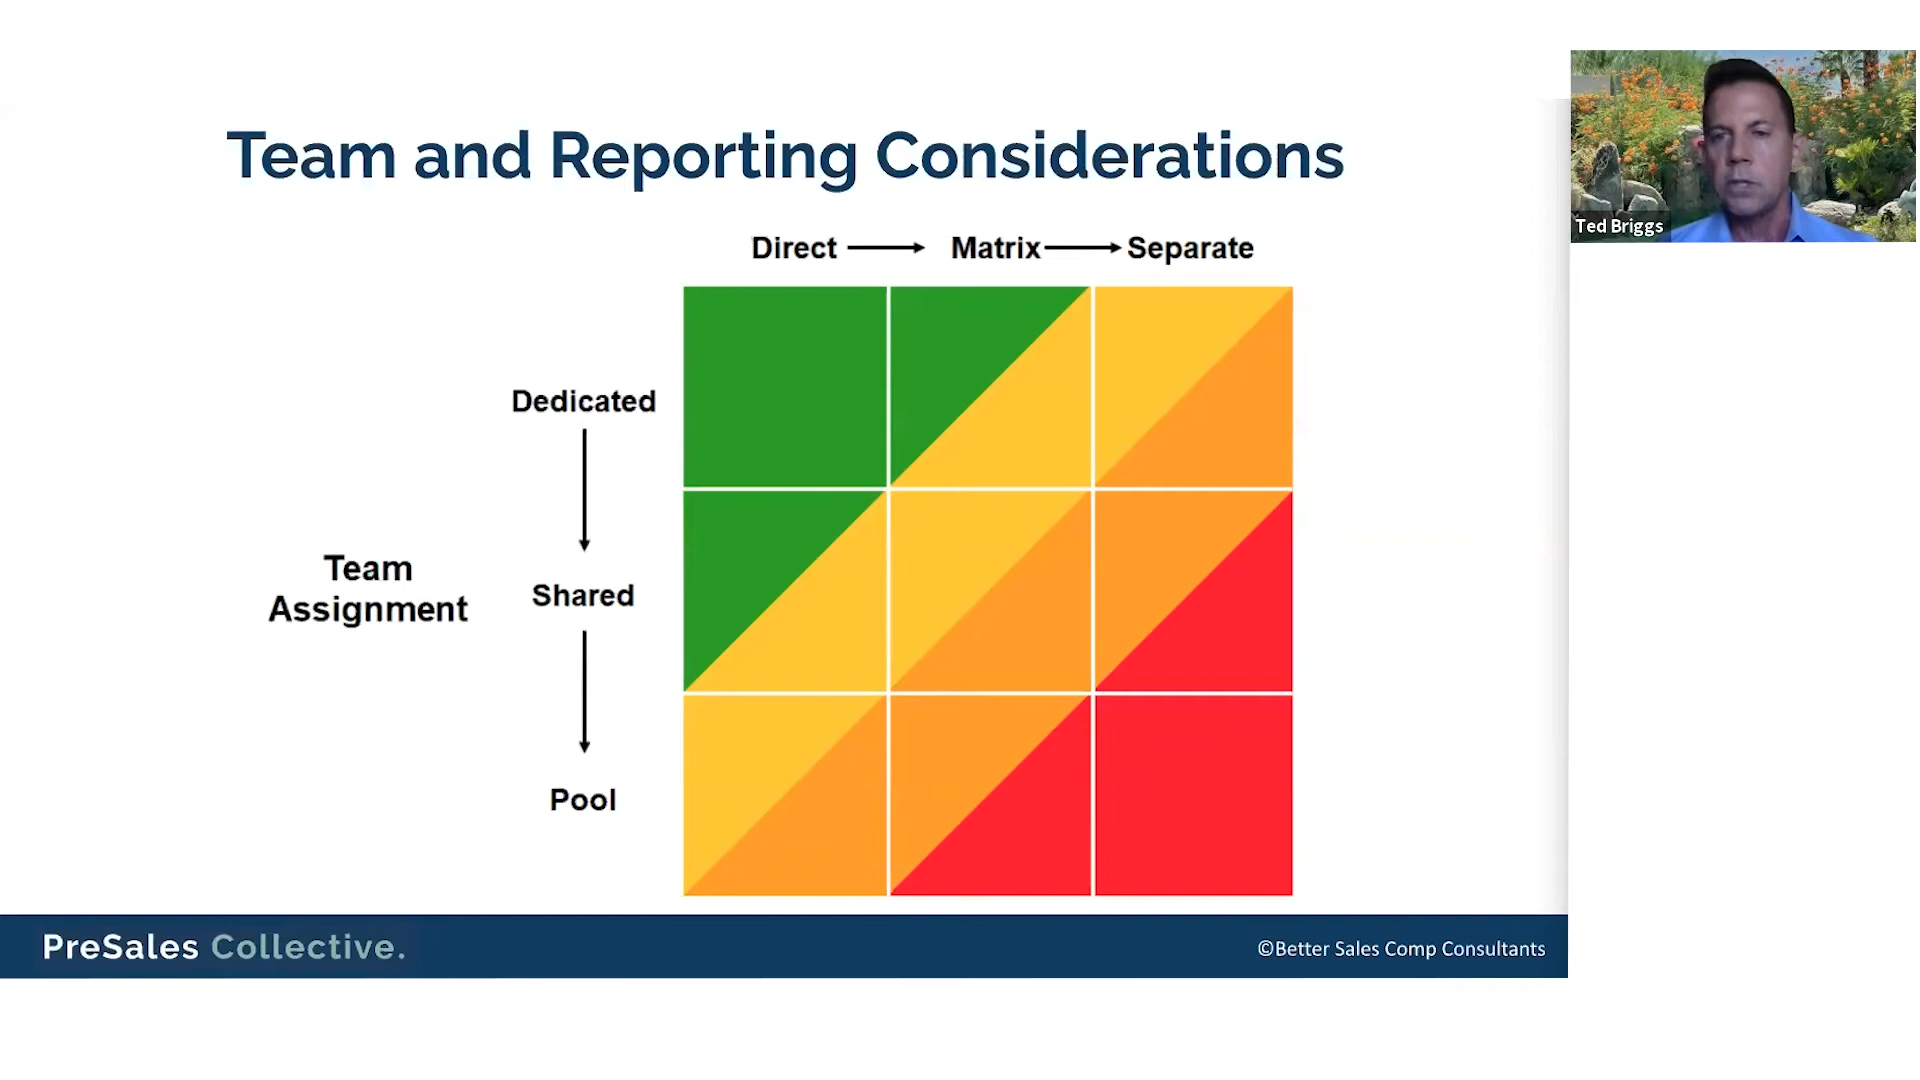 Team and Reporting Considerations
Ted Briggs
Direct Matrix Separate
Dedicated
Team
Assignment
Shared
Pool
PreSales Collective.
©Better Sales Comp Consultants